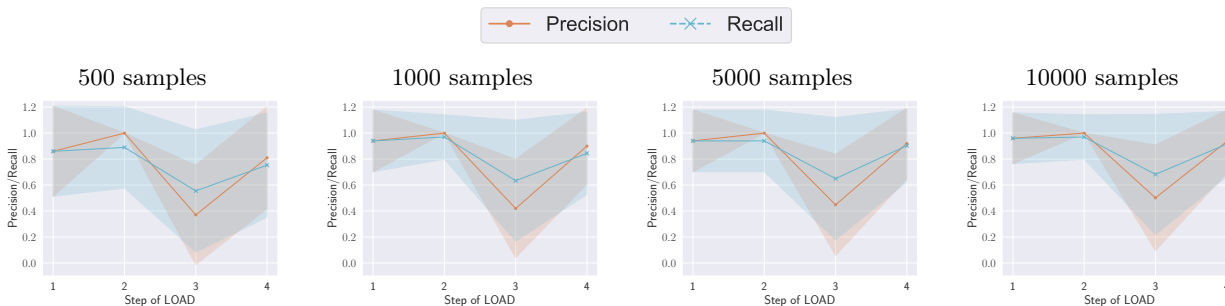 Precision Recall
500 samples 1000 samples 5000 samples 10000 samples
1.2 1.2 1.2 1.2
1.0 1.0 1.0 1.0
0.8 0.8 0.8 0.8
0.6 0.6 0.6 0.6
0.4 0.4 0.4 0.4
0.2 0.2 0.2 0.2
0.0 0.0 0.0 0.0
Precision/Recall Precision/Recall Precision/Recall Precision/Recall
1 2 3 4 1 2 3 4 1 2 3 4 1 2 3 4
Step of LOAD Step of LOAD Step of LOAD Step of LOAD